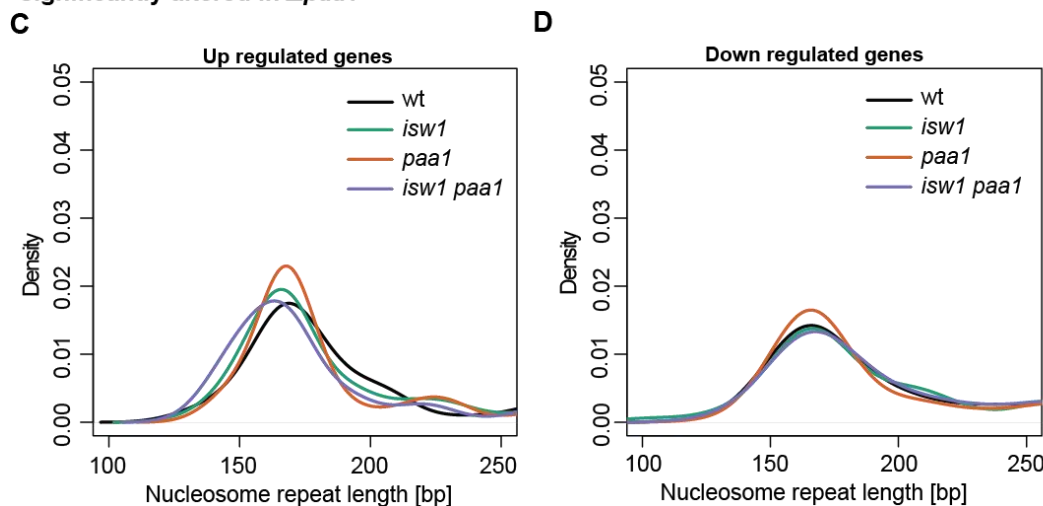 C
Up regulated genes
0.05
0.04
0.03
0.02
0.01
0.00
Density
wt
isw1
paa1
isw1 paa1
100 150 200 250
Nucleosome repeat length [bp]
D
Down regulated genes
0.05
0.04
0.03
0.02
0.01
0.00
Density
wt
isw1
paa1
isw1 paa1
100 150 200 250
Nucleosome repeat length [bp]